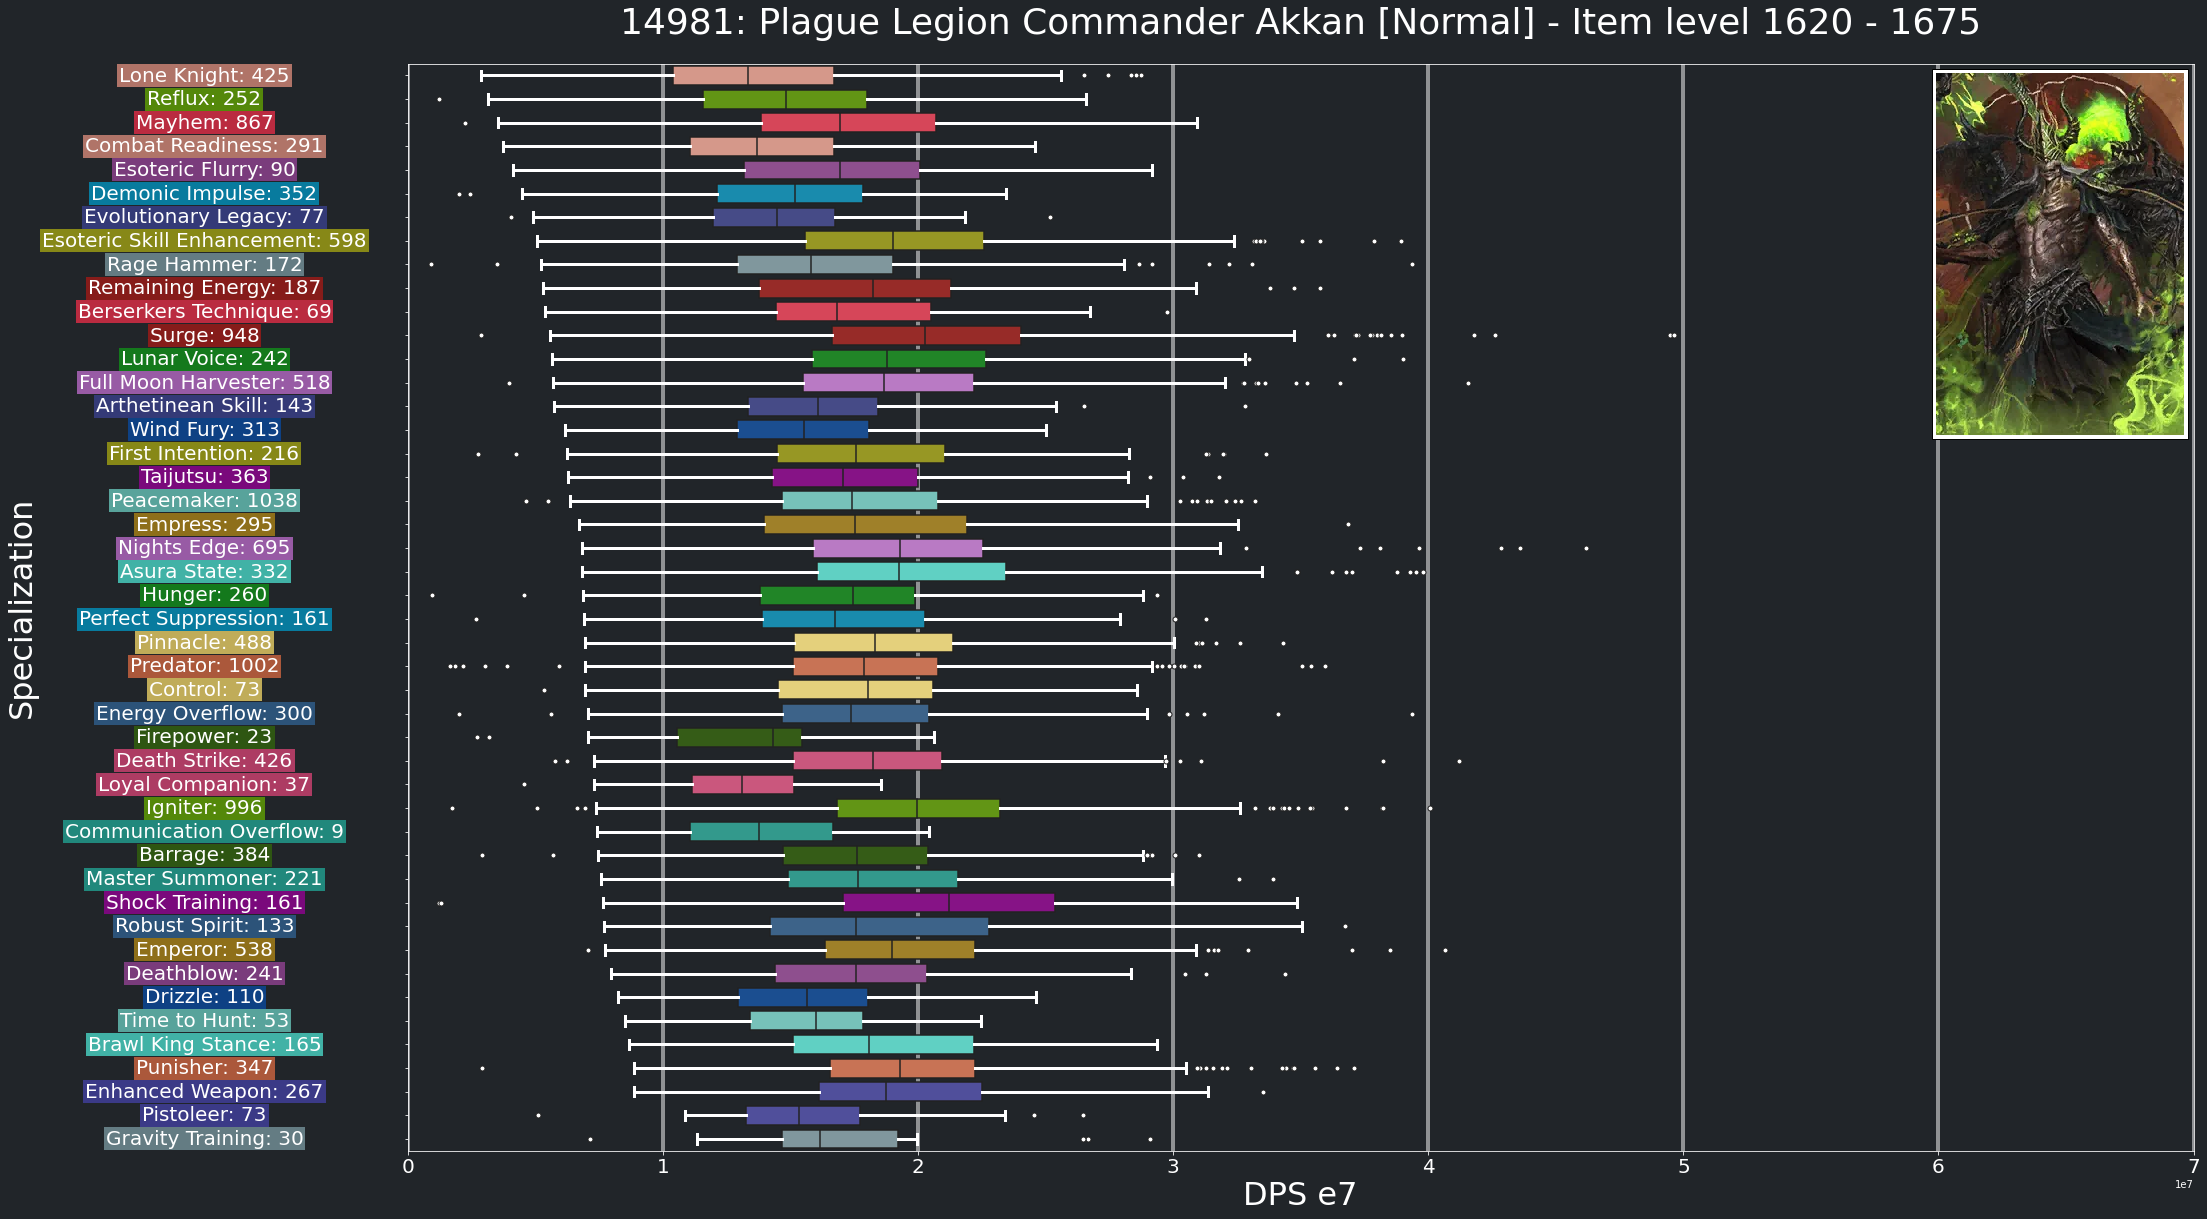 14981: Plague Legion Commander Akkan [Normal] - Item level 1620 - 1675
Specialization
Lone Knight: 425
Reflux: 252
Mayhem: 867
Combat Readiness: 291
Esoteric Flurry: 90
Demonic Impulse: 352
Evolutionary Legacy: 77
Esoteric Skill Enhancement: 598
Rage Hammer: 172
Remaining Energy: 187
Berserkers Technique: 69
Surge: 948
Lunar Voice: 242
Full Moon Harvester: 518
Arthetinean Skill: 143
Wind Fury: 313
First Intention: 216
Taijutsu: 363
Peacemaker: 1038
Empress: 295
Nights Edge: 695
Asura State: 332
Hunger: 260
Perfect Suppression: 161
Pinnacle: 488
Predator: 1002
Control: 73
Energy Overflow: 300
Firepower: 23
Death Strike: 426
Loyal Companion: 37
Igniter: 996
Communication Overflow: 9
Barrage: 384
Master Summoner: 221
Shock Training: 161
Robust Spirit: 133
Emperor: 538
Deathblow: 241
Drizzle: 110
Time to Hunt: 53
Brawl King Stance: 165
Punisher: 347
Enhanced Weapon: 267
Pistoleer: 73
Gravity Training: 30
0 1 2 3 4 5 6 7
1e7
DPS e7